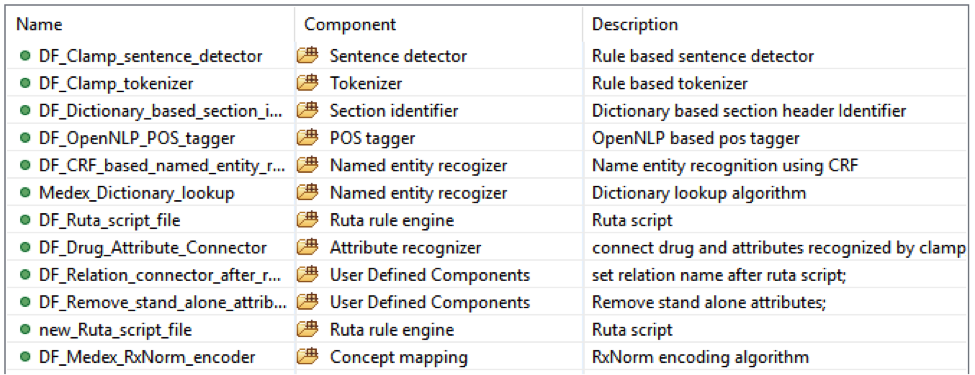 Name Component Description
DF_Clamp_sentence_detector Sentence detector Rule based sentence detector
DF_Clamp_tokenizer Tokenizer Rule based tokenizer
DF_Dictionary_based_section_i... Section identifier Dictionary based section header Identifier
DF_OpenNLP_POS_tagger POS tagger OpenNLP based pos tagger
DF_CRF_based_named_entity_r... Named entity recogizer Name entity recognition using CRF
Medex_Dictionary_lookup Named entity recogizer Dictionary lookup algorithm
DF_Ruta_script_file Ruta rule engine Ruta script
DF_Drug_Attribute_Connector Attribute recognizer connect drug and attributes recognized by clamp
DF_Relation_connector_after_r... User Defined Components set relation name after ruta script;
DF_Remove_stand_alone_attrib... User Defined Components Remove stand alone attributes;
new_Ruta_script_file Ruta rule engine Ruta script
DF_Medex_RxNorm_encoder Concept mapping RxNorm encoding algorithm